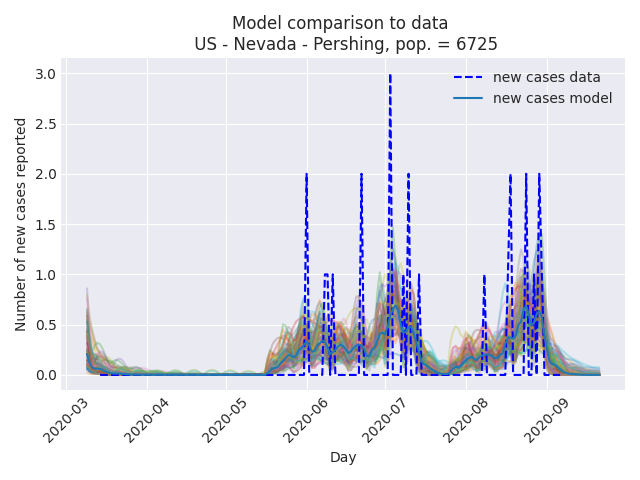 Model comparison to data
US - Nevada - Pershing, pop. = 6725
3.0
2.5
2.0
1.5
1.0
0.5
0.0
Number of new cases reported
new cases data
new cases model
2020-03
2020-04
2020-05
2020-06
2020-07
2020-08
2020-09
Day